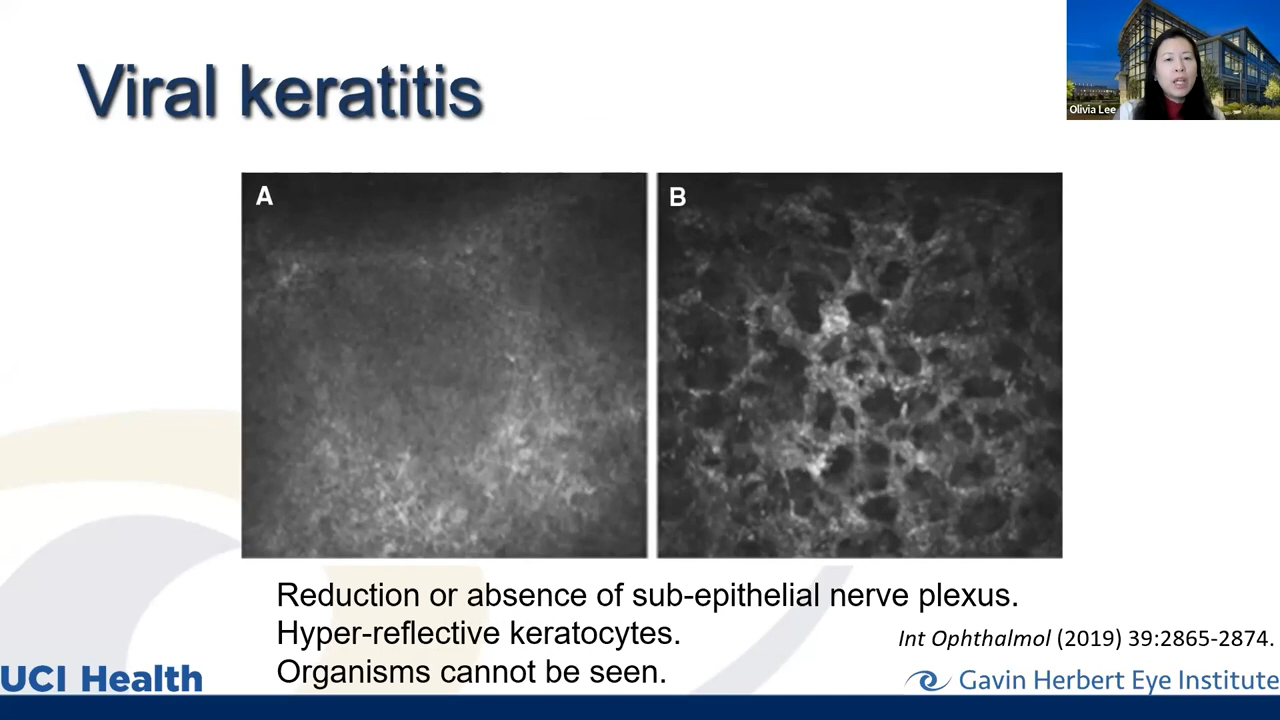 Viral keratitis
Olivia Lee
A
B
Reduction or absence of sub-epithelial nerve plexus.
Hyper-reflective keratocytes.
Organisms cannot be seen.
Int Ophthalmol (2019) 39:2865-2874.
UCI Health
Gavin Herbert Eye Institute